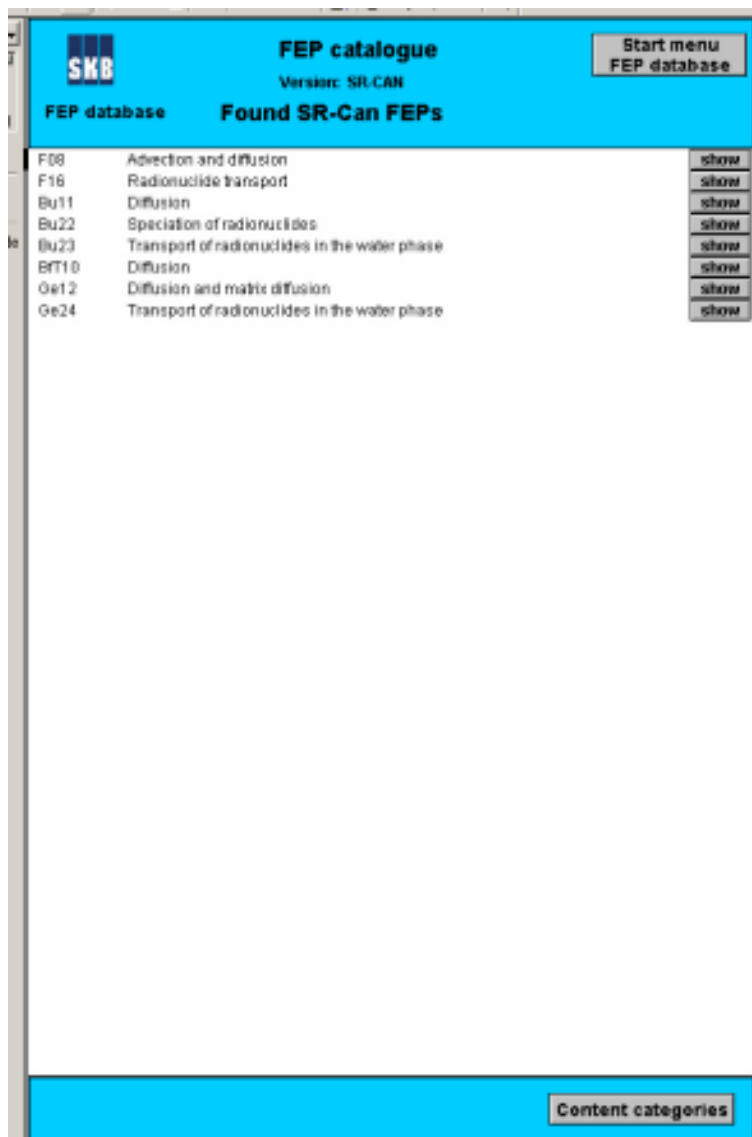 SKB
FEP catalogue
Start menu
FEP database
Version: SR-CAN
FEP database
Found SR-Can FEPs
F08 Advection and diffusion show
F16 Radionuclide transport show
Bu11 Diffusion show
Bu22 Speciation of radionuclides show
Bu23 Transport of radionuclides in the water phase show
BfT10 Diffusion show
Ge12 Diffusion and matrix diffusion show
Ge24 Transport of radionuclides in the water phase show
Content categories